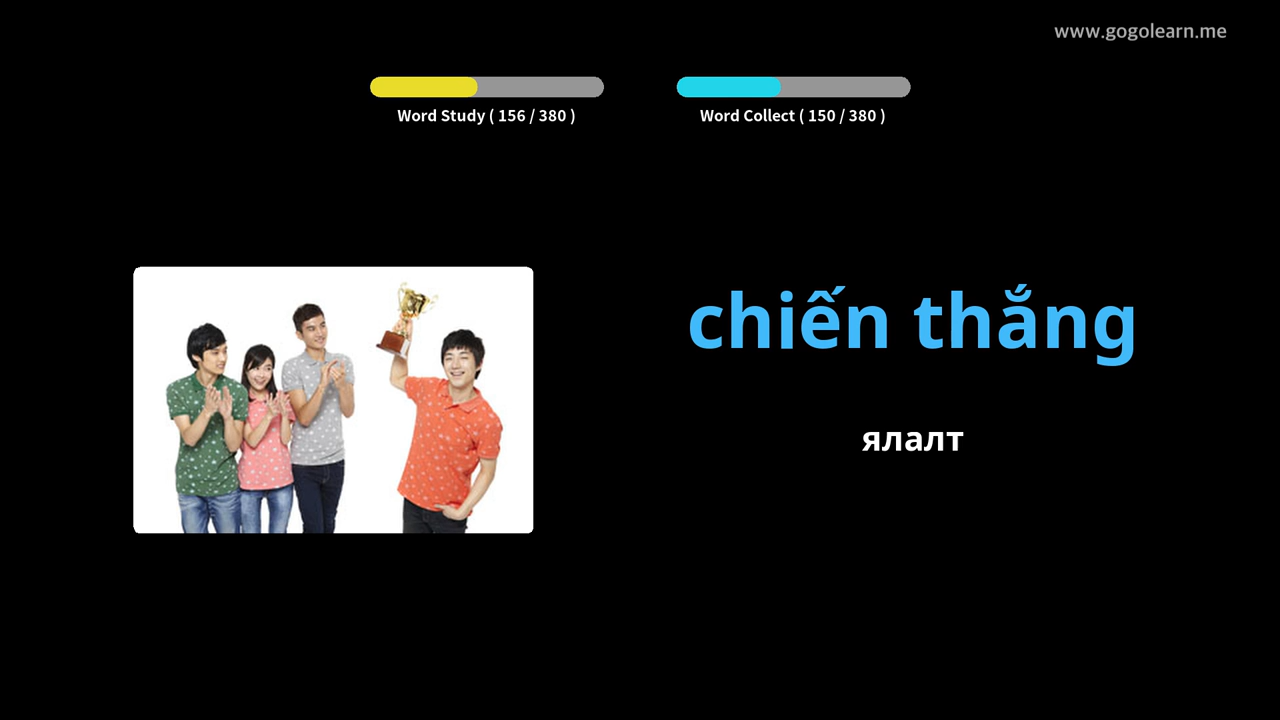 www.gogolearn.me
Word Study ( 156 / 380 )
Word Collect ( 150 / 380 )
chiến thắng
ялалт